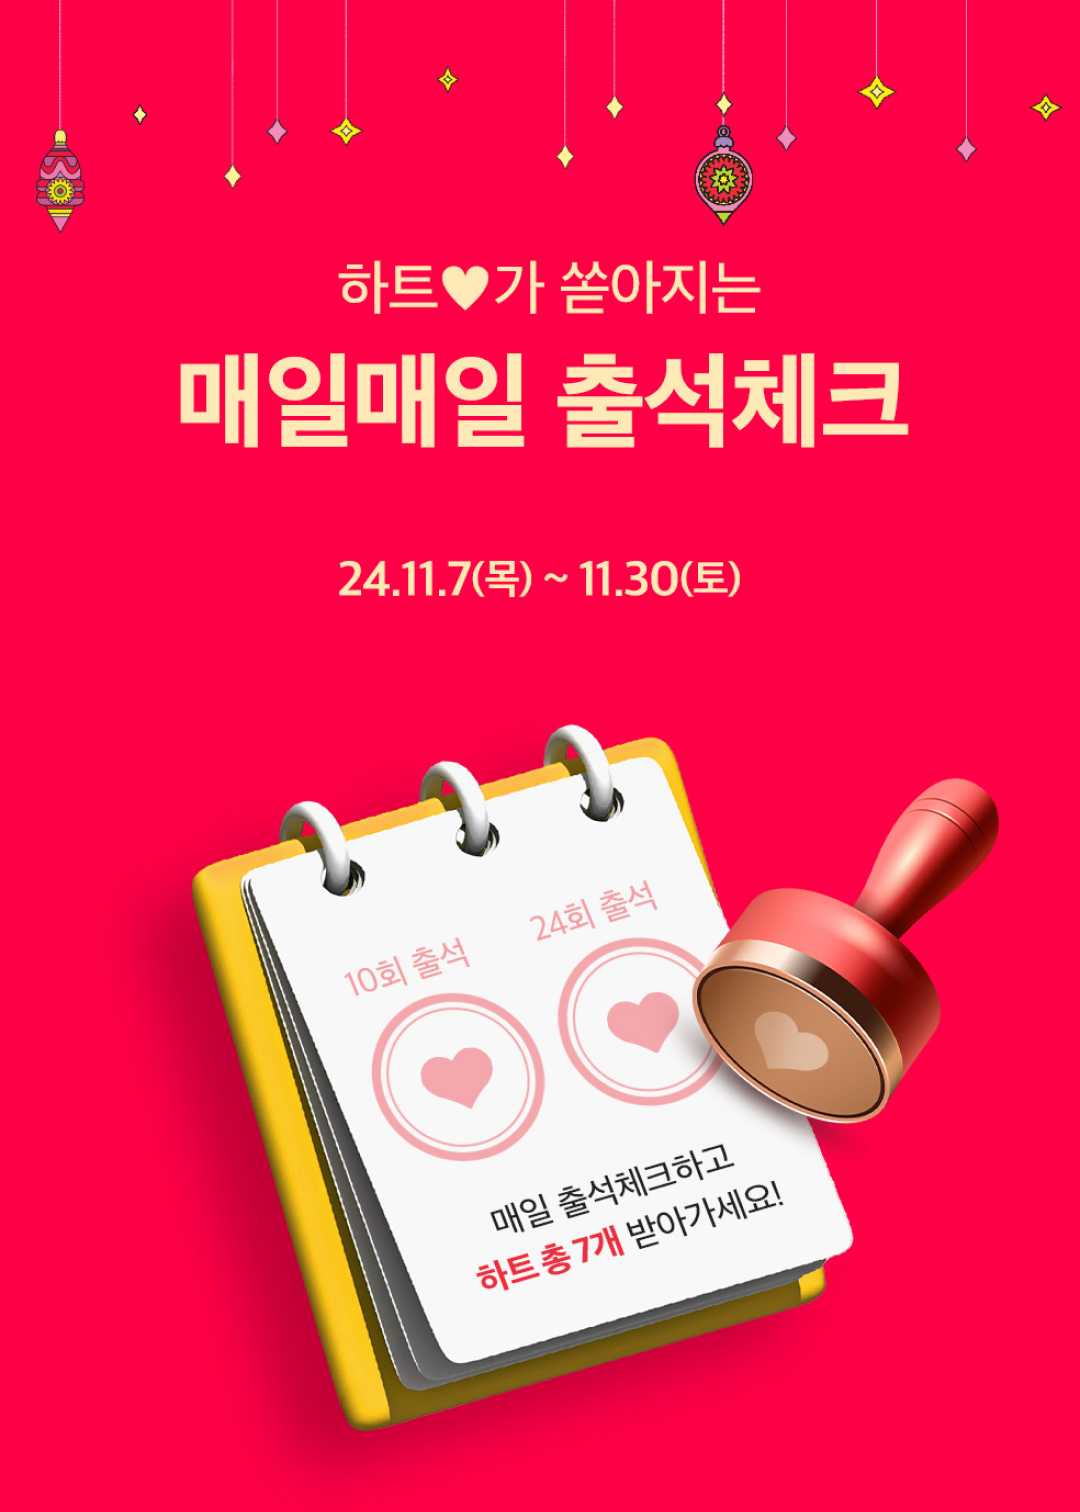 하트♥가 쏟아지는
매일매일 출석체크
24.11.7(목) ~ 11.30(토)
10회 출석
24회 출석
매일 출석체크하고
하트 총 7개 받아가세요!